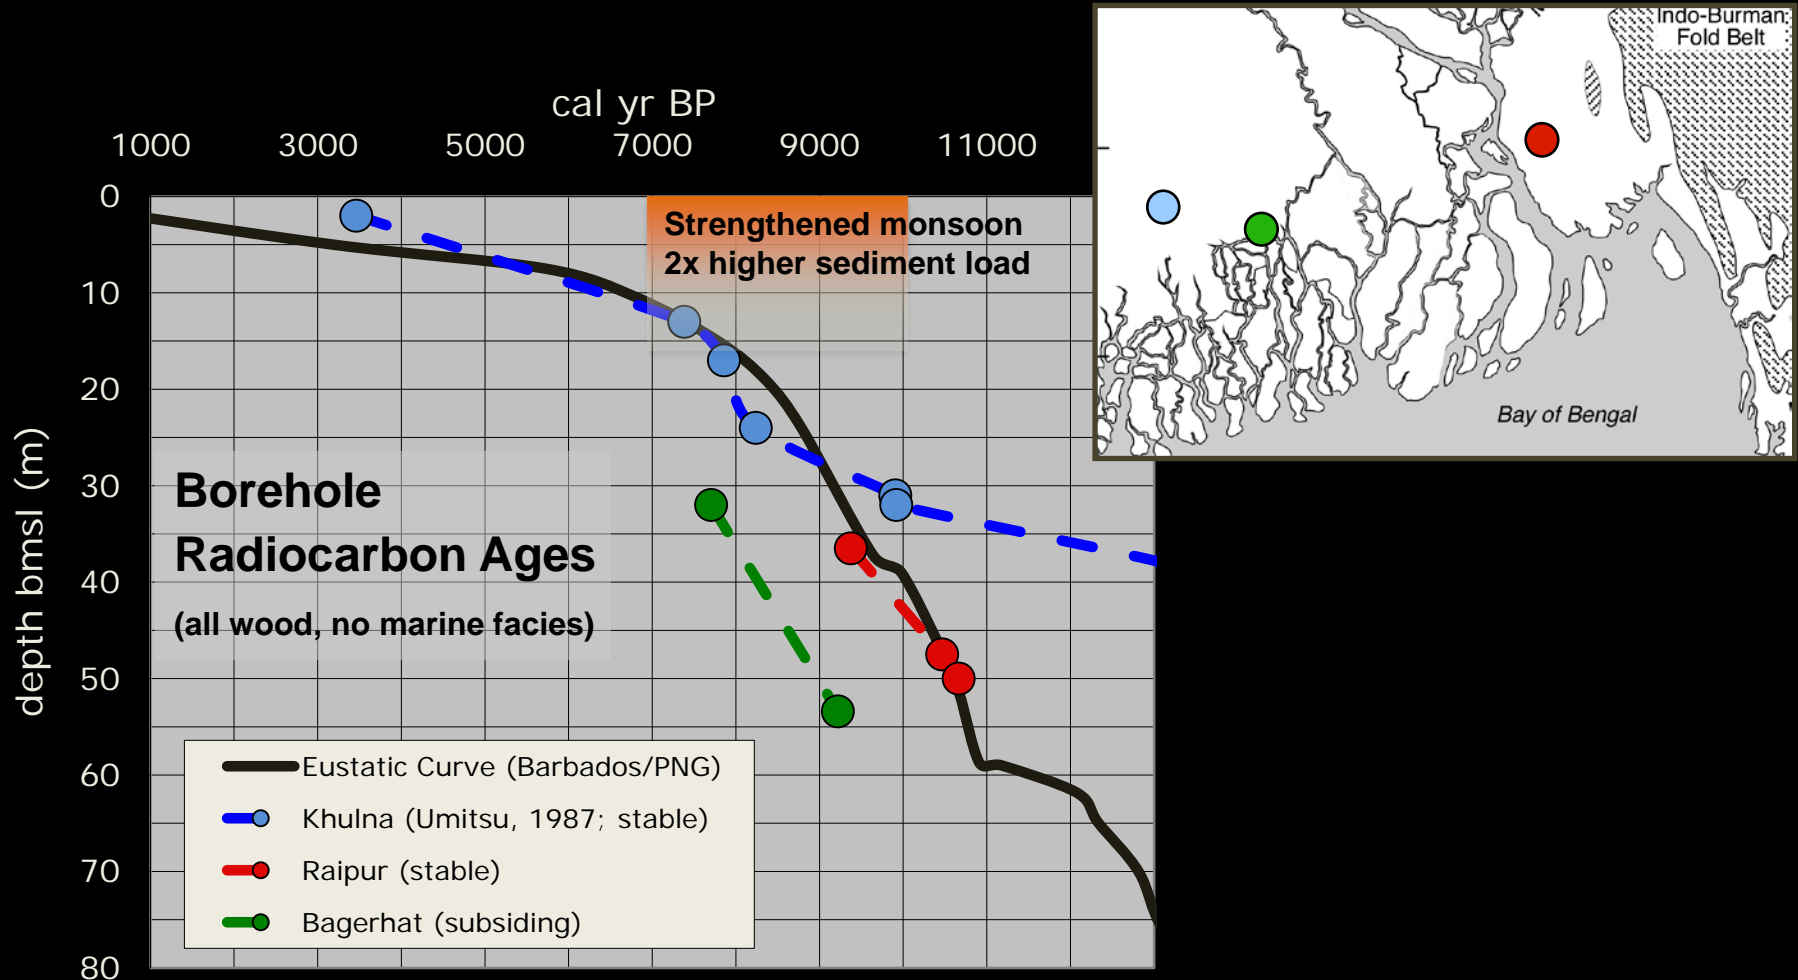 cal yr BP
1000 3000 5000 7000 9000 11000
0
10
20
30
40
50
60
70
80
depth bmsl (m)
Strengthened monsoon
2x higher sediment load
Borehole
Radiocarbon Ages
(all wood, no marine facies)
Eustatic Curve (Barbados/PNG)
Khulna (Umitsu, 1987; stable)
Raipur (stable)
Bagerhat (subsiding)
Indo-Burman
Fold Belt
Bay of Bengal